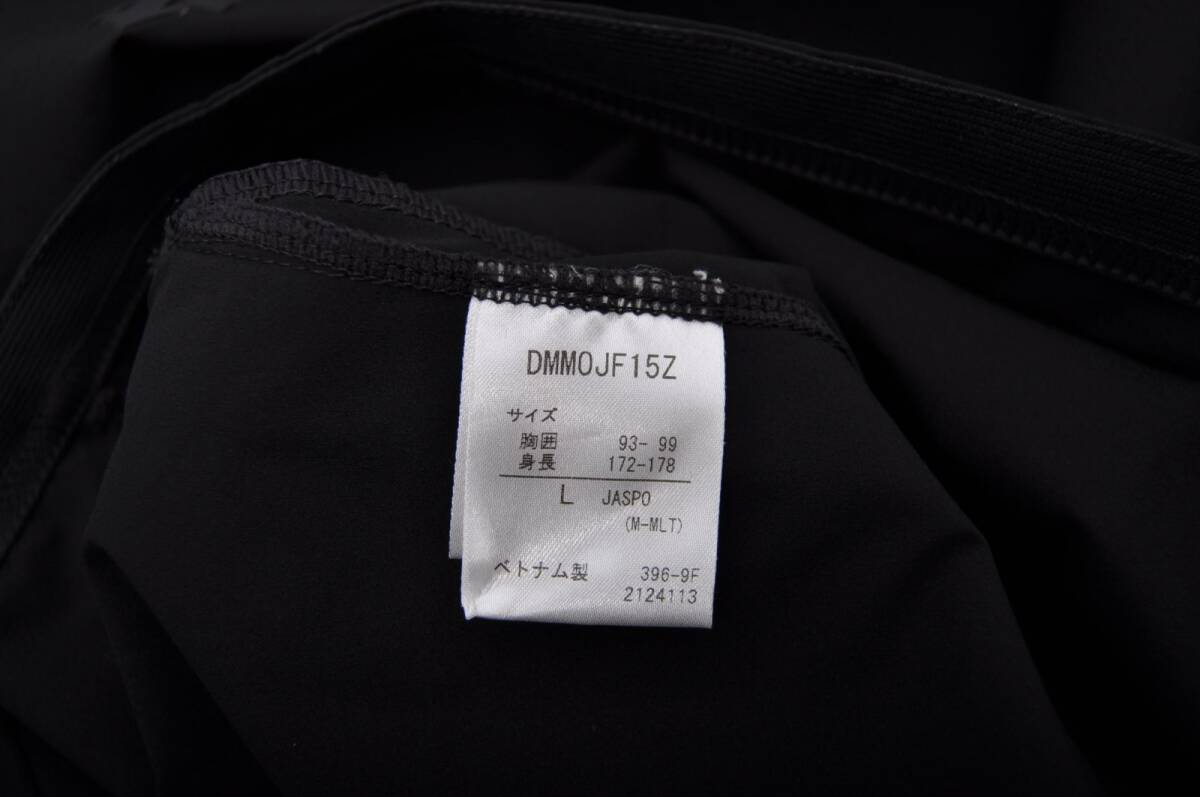 DMMOJF15Z
サイズ
胸囲 93- 99
身長 172-178
L JASPO
(M-MLT)
ベトナム製 396-9F
2124113